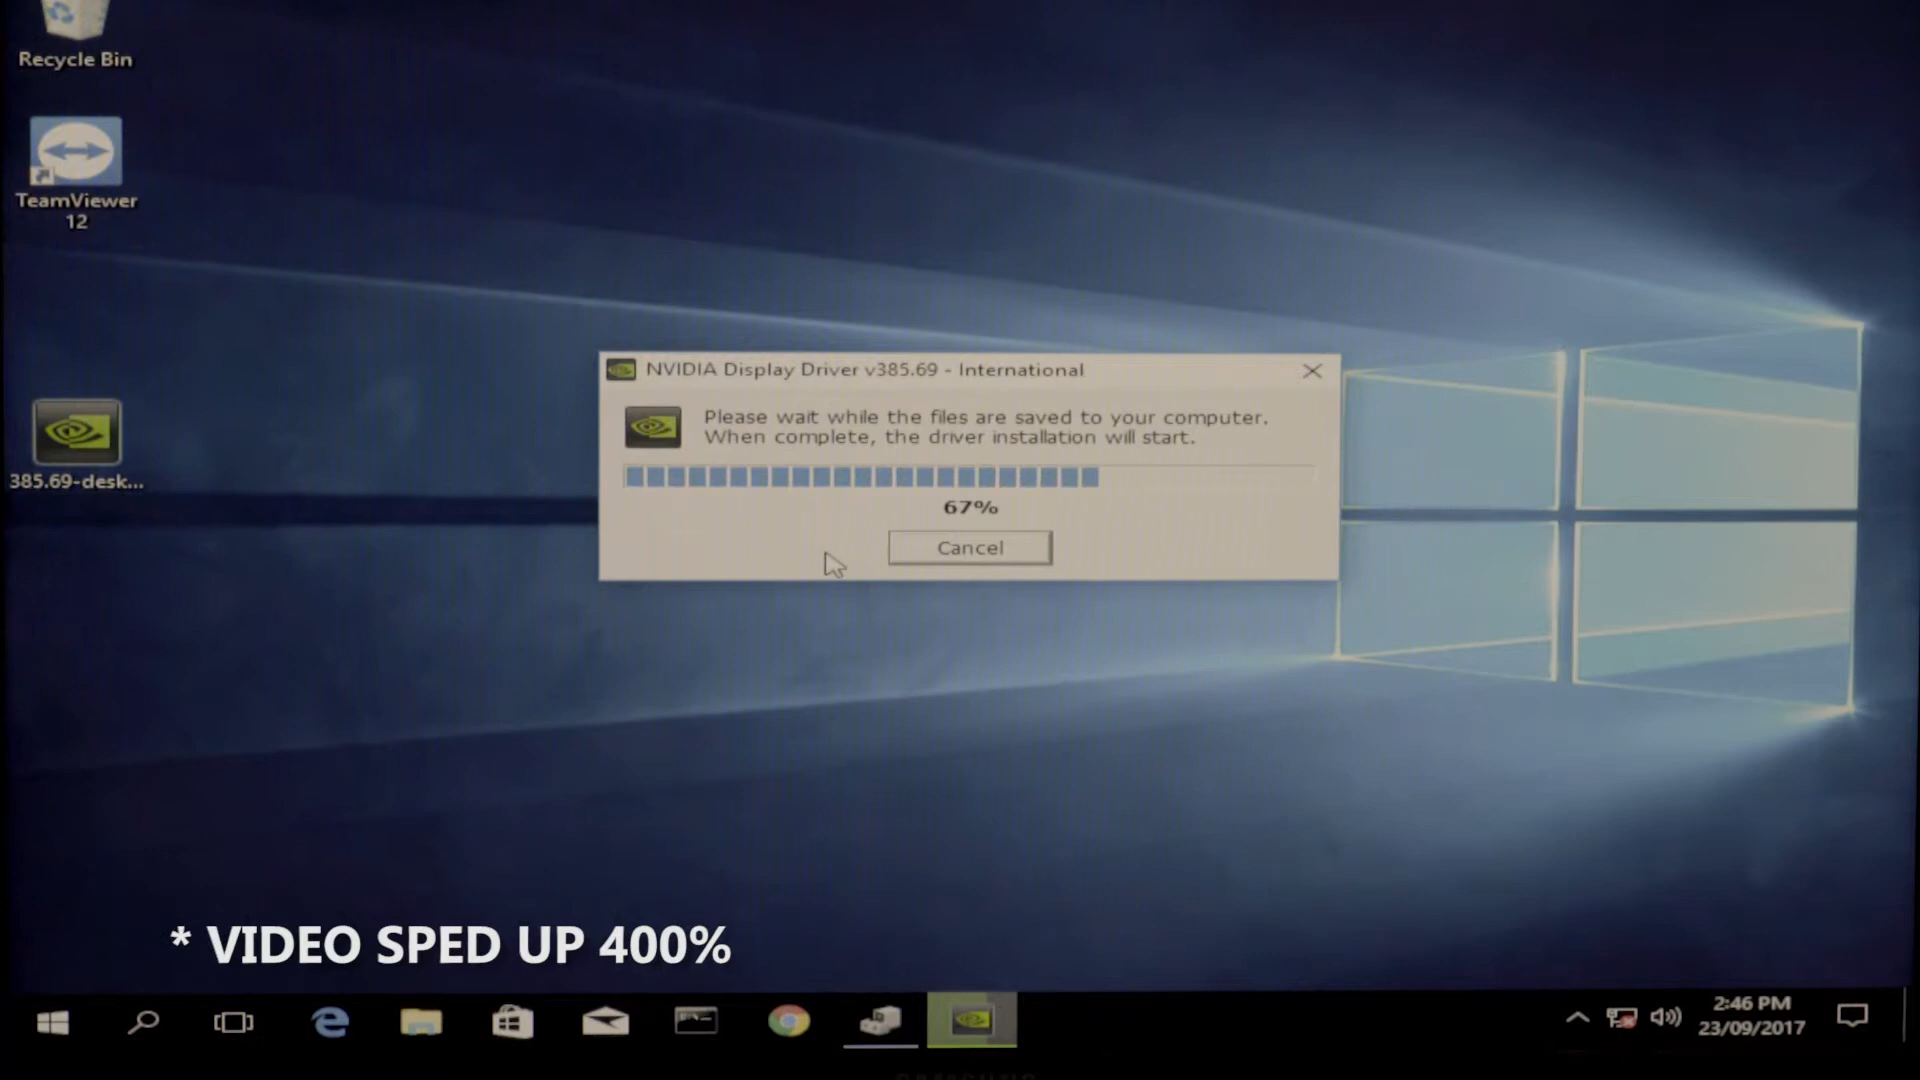 Recycle Bin
TeamViewer
12
385.69-desk...
NVIDIA Display Driver v385.69 - International
Please wait while the files are saved to your computer.
When complete, the driver installation will start.
67%
Cancel
* VIDEO SPED UP 400%
2:46 PM
23/09/2017